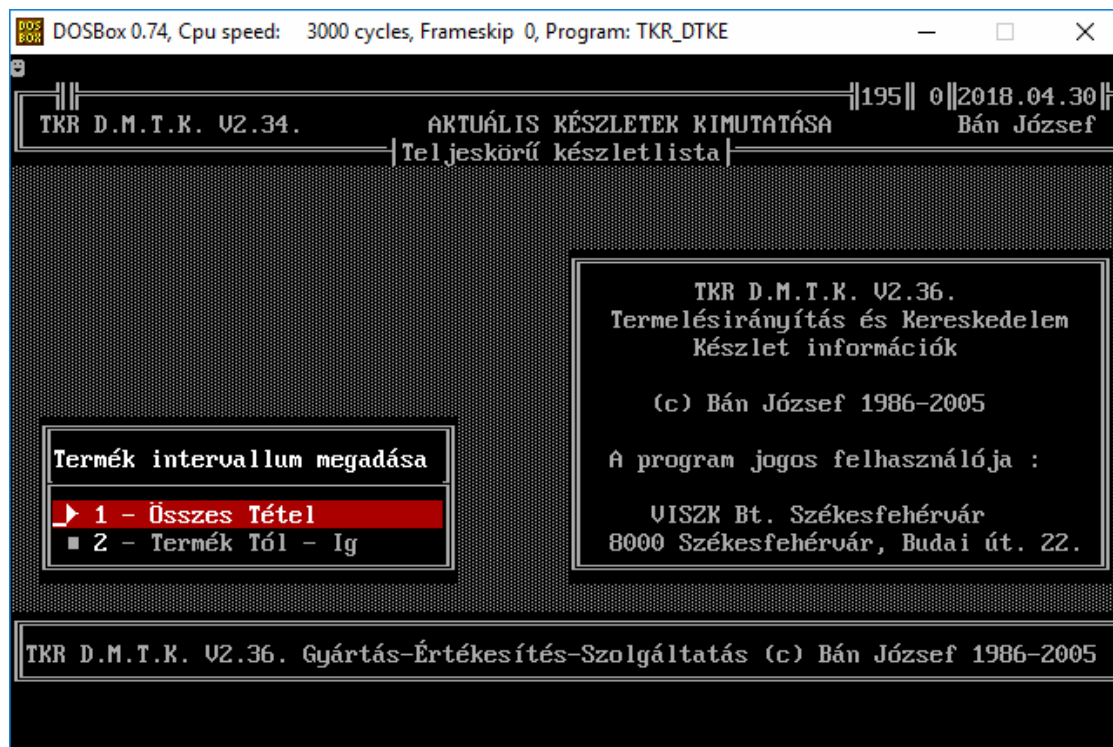 DOS BOX DOSBox 0.74, Cpu speed: 3000 cycles, Frameskip 0, Program: TKR_DTKE
195 0 2018.04.30
TKR D.M.T.K. V2.34. AKTUÁLIS KÉSZLETEK KIMUTATÁSA Bán József
Teljeskörű készletlista
TKR D.M.T.K. V2.36.
Termelésirányítás és Kereskedelem
Készlet információk
(c) Bán József 1986-2005
A program jogos felhasználója :
VISZK Bt. Székesfehérvár
8000 Székesfehérvár, Budai út. 22.
Termék intervallum megadása
1 - Összes Tétel
2 - Termék Tól - Ig
TKR D.M.T.K. V2.36. Gyártás-Értékesítés-Szolgáltatás (c) Bán József 1986-2005